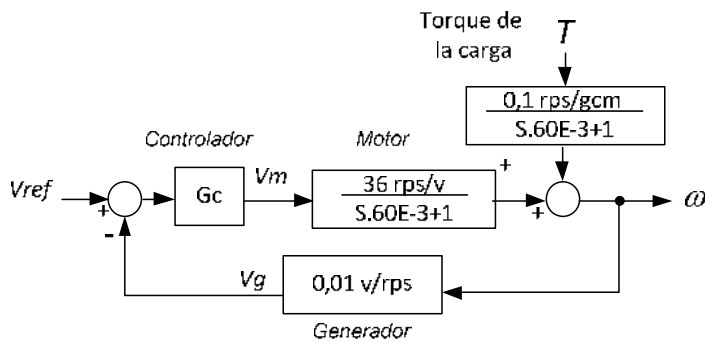 Torque de
la carga
T
0,1 rps/gcm
S.60E-3+1
Controlador
Motor
Vref
+
-
Gc
Vm
36 rps/v
S.60E-3+1
+
+
ω
Vg
0,01 v/rps
Generador